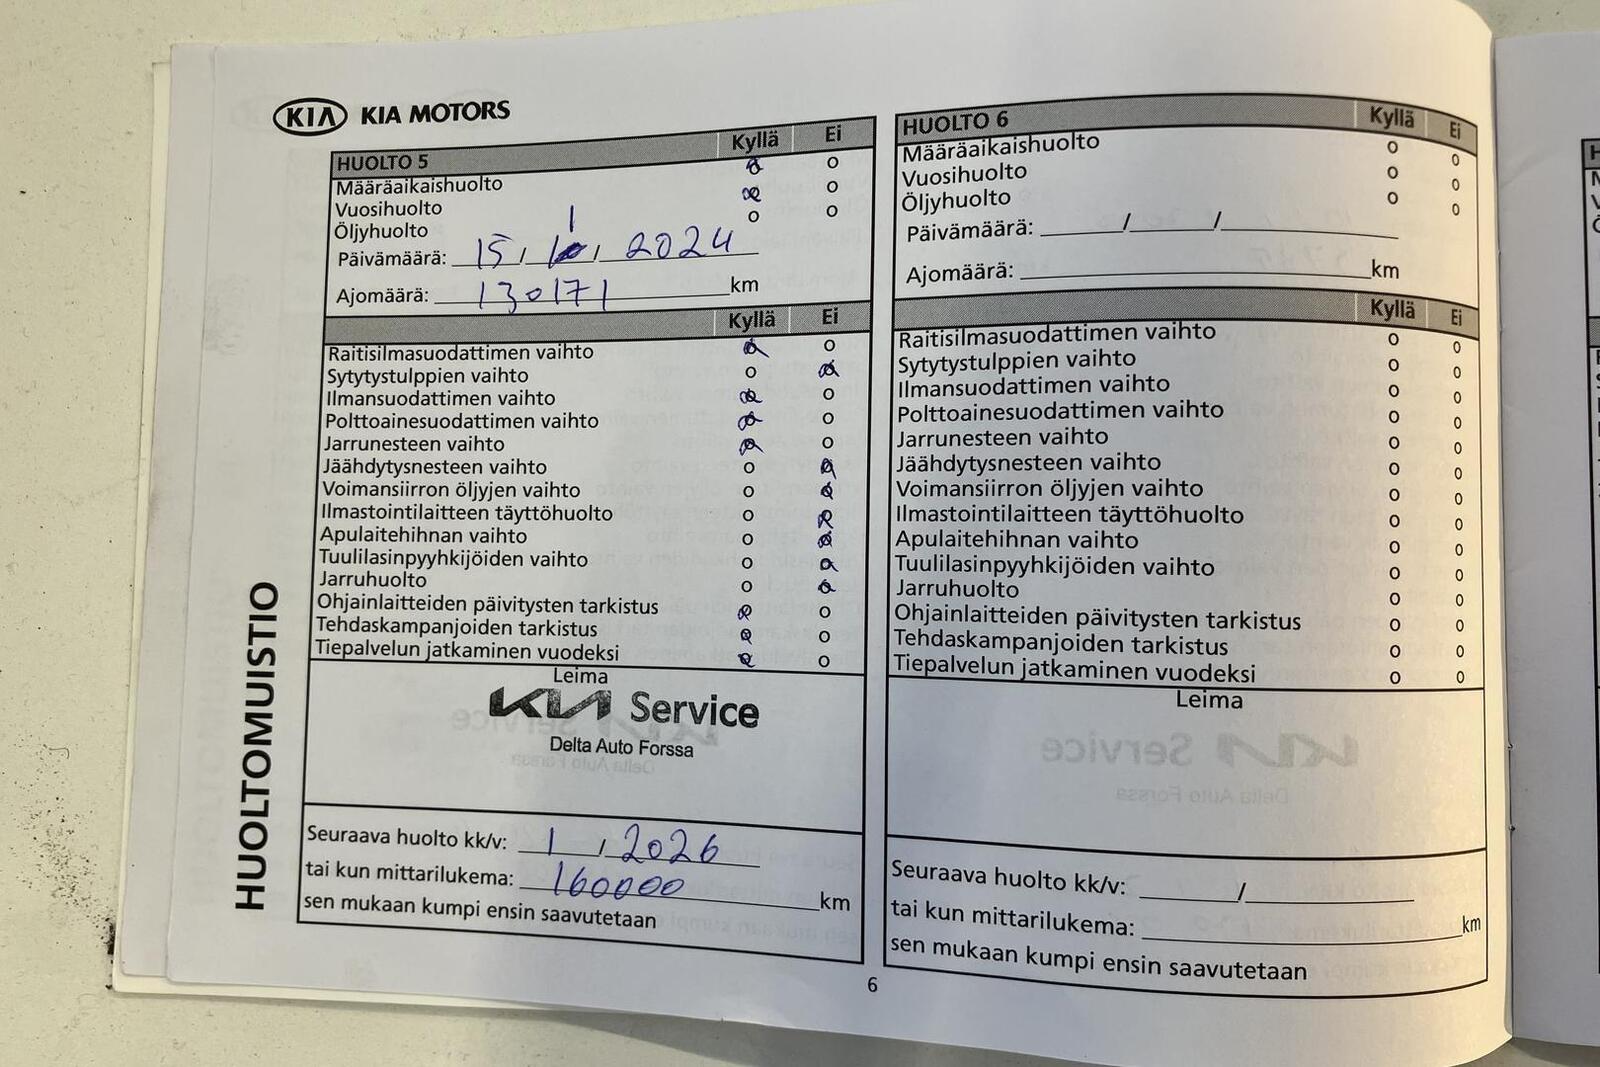 KIA KIA MOTORS
HUOLTOMUISTIO
HUOLTO 5 Kyllä Ei
Määräaikaishuolto o o
Vuosihuolto o o
Öljyhuolto o o
1
Päivämäärä: 15 / / 2024
Ajomäärä: 130171 km
Kyllä Ei
Raitisilmasuodattimen vaihto o o
Sytytystulppien vaihto o o
Ilmansuodattimen vaihto o o
Polttoainesuodattimen vaihto o o
Jarrunesteen vaihto o o
Jäähdytysnesteen vaihto o o
Voimansiirron öljyjen vaihto o o
Ilmastointilaitteen täyttöhuolto o o
Apulaitehihnan vaihto o o
Tuulilasinpyyhkijöiden vaihto o o
Jarruhuolto o o
Ohjainlaitteiden päivitysten tarkistus o o
Tehdaskampanjoiden tarkistus o o
Tiepalvelun jatkaminen vuodeksi o o
Leima
KIA Service
Delta Auto Forssa
Seuraava huolto kk/v: 1 / 2026
tai kun mittarilukema: 160000 km
sen mukaan kumpi ensin saavutetaan
HUOLTO 6 Kyllä Ei
Määräaikaishuolto o o
Vuosihuolto o o
Öljyhuolto o o
Päivämäärä: / /
Ajomäärä: km
Kyllä Ei
Raitisilmasuodattimen vaihto o o
Sytytystulppien vaihto o o
Ilmansuodattimen vaihto o o
Polttoainesuodattimen vaihto o o
Jarrunesteen vaihto o o
Jäähdytysnesteen vaihto o o
Voimansiirron öljyjen vaihto o o
Ilmastointilaitteen täyttöhuolto o o
Apulaitehihnan vaihto o o
Tuulilasinpyyhkijöiden vaihto o o
Jarruhuolto o o
Ohjainlaitteiden päivitysten tarkistus o o
Tehdaskampanjoiden tarkistus o o
Tiepalvelun jatkaminen vuodeksi o o
Leima
Seuraava huolto kk/v: /
tai kun mittarilukema: km
sen mukaan kumpi ensin saavutetaan
6